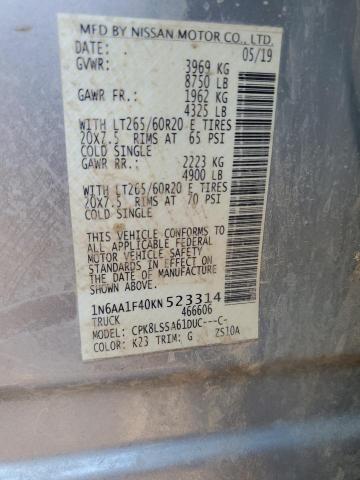 MFD BY NISSAN MOTOR CO., LTD.
DATE: 05/19
GVWR: 3969 KG
8750 LB
GAWR FR.: 1962 KG
4325 LB
WITH LT265/60R20 E TIRES
20X7.5 RIMS AT 65 PSI
COLD SINGLE
GAWR RR.: 2223 KG
4900 LB
WITH LT265/60R20 E TIRES
20X7.5 RIMS AT 70 PSI
COLD SINGLE
THIS VEHICLE CONFORMS TO
ALL APPLICABLE FEDERAL
MOTOR VEHICLE SAFETY
STANDARDS IN EFFECT ON THE
DATE OF MANUFACTURE SHOWN
ABOVE.
1N6AA1F40KN523314
TRUCK 466606
MODEL: CPK8LSSA61DUC---C-
COLOR: K23 TRIM: G ZS10A